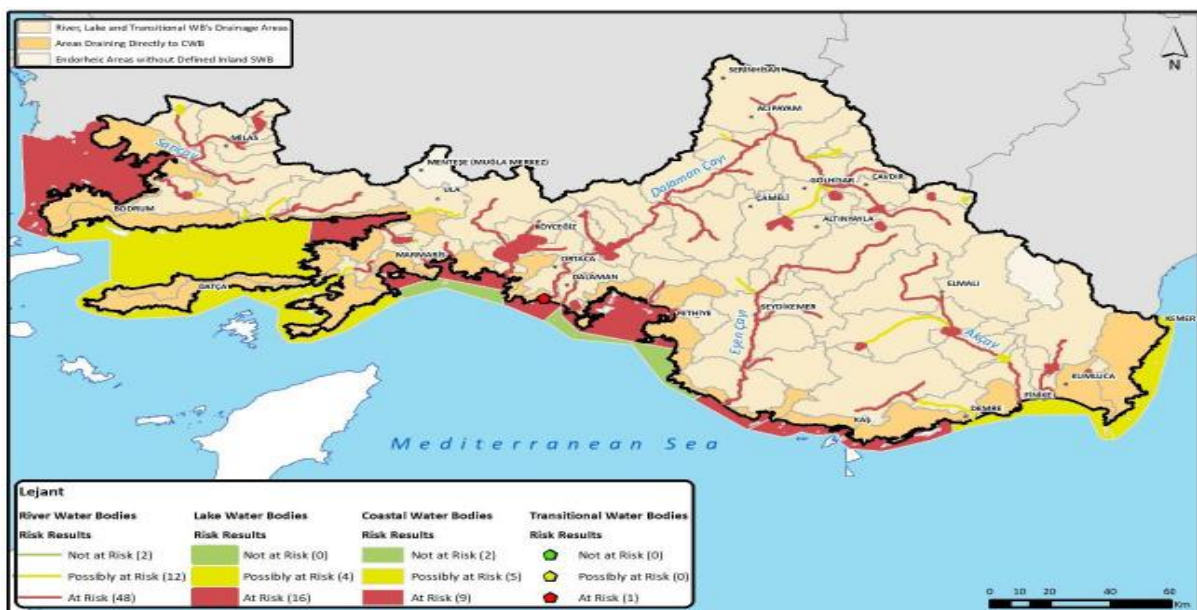 River, Lake and Transitional WB's Drainage Areas
Areas Draining Directly to CWB
Endorheic Areas without Defined Inland SWB
N
SERİNHİSAR
ACIPAYAM
MİLAS
Sarıçay
MENTEŞE (MUĞLA MERKEZ)
Dalaman Çayı
GÖLHİSAR
ÇAVDIR
ULA
ÇAMELİ
BODRUM
ALTINYAYLA
KÖYCEĞİZ
MARMARİS
ORTACA
DALAMAN
DATÇA
ELMALI
SEYDİKEMER
FETHİYE
KEMER
Eşen Çayı
Akçay
KUMLUCA
FİNİKE
DEMRE
KAŞ
Mediterranean Sea
Lejant
River Water Bodies Lake Water Bodies Coastal Water Bodies Transitional Water Bodies
Risk Results Risk Results Risk Results Risk Results
Not at Risk (2) Not at Risk (0) Not at Risk (2) Not at Risk (0)
Possibly at Risk (12) Possibly at Risk (4) Possibly at Risk (5) Possibly at Risk (0)
At Risk (48) At Risk (16) At Risk (9) At Risk (1)
0 10 20 40 60
Km